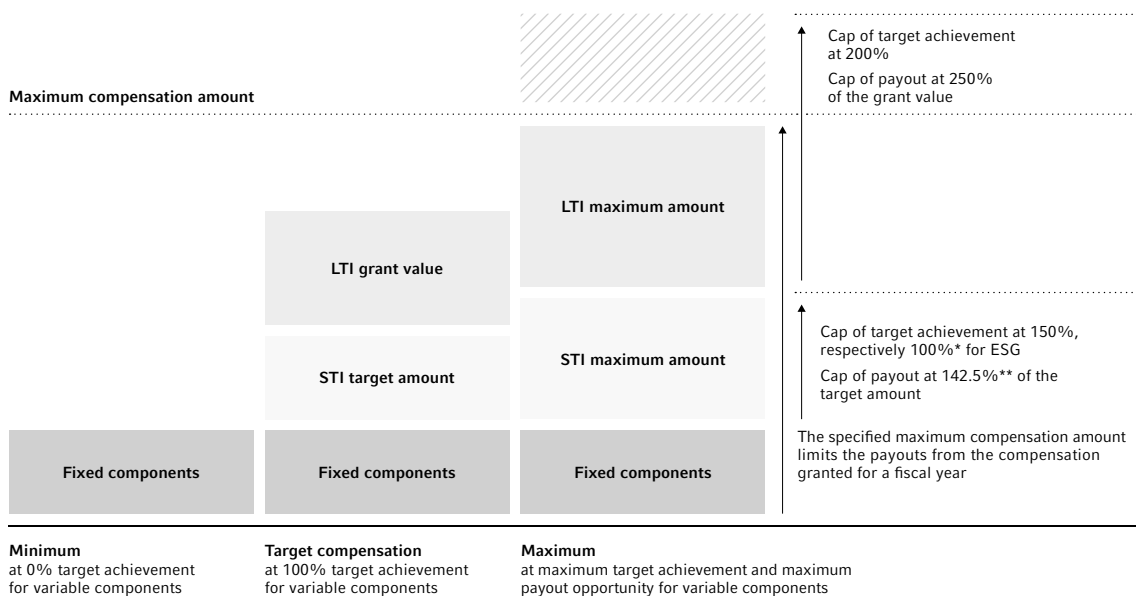 Cap of target achievement
at 200%
Cap of payout at 250%
of the grant value
Maximum compensation amount
LTI maximum amount
LTI grant value
Cap of target achievement at 150%,
respectively 100%* for ESG
Cap of payout at 142.5%** of the
target amount
STI target amount
STI maximum amount
The specified maximum compensation amount
limits the payouts from the compensation
granted for a fiscal year
Fixed components
Fixed components
Fixed components
Minimum
at 0% target achievement
for variable components
Target compensation
at 100% target achievement
for variable components
Maximum
at maximum target achievement and maximum
payout opportunity for variable components